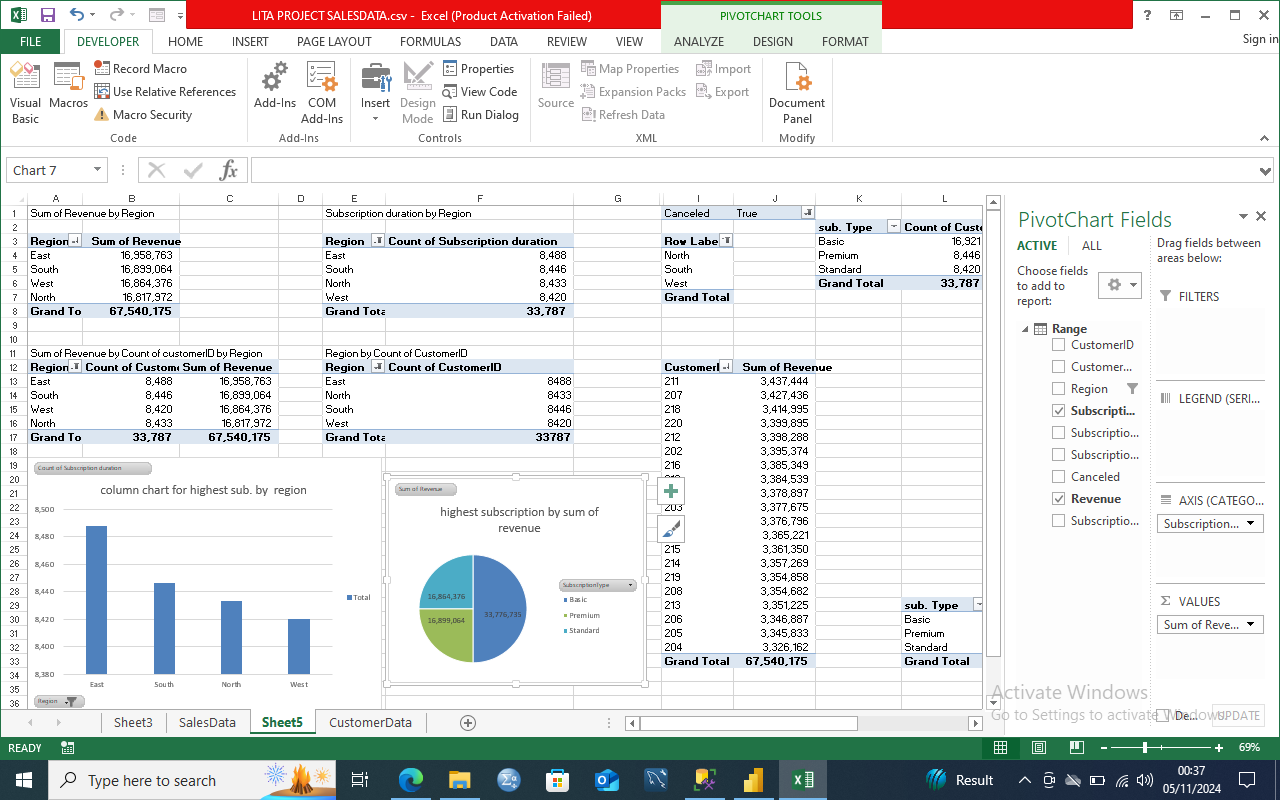 LITA PROJECT SALESDATA.csv - Excel (Product Activation Failed)
PIVOTCHART TOOLS
?
FILE DEVELOPER HOME INSERT PAGE LAYOUT FORMULAS DATA REVIEW VIEW ANALYZE DESIGN FORMAT Sign in
Visual Basic
Macros
Record Macro
Use Relative References
Macro Security
Code
Add-Ins
COM Add-Ins
Add-Ins
Insert
Design Mode
Properties
View Code
Run Dialog
Controls
Source
Map Properties
Expansion Packs
Refresh Data
Import
Export
XML
Document Panel
Modify
Chart 7
fx
A B C D E F G I J K L
1 Sum of Revenue by Region Subscription duration by Region Canceled True
2 sub. Type Count of Custo
3 Region Sum of Revenue Region Count of Subscription duration Row Labe Basic 16,921
4 East 16,958,763 East 8,488 North Premium 8,446
5 South 16,899,064 South 8,446 South Standard 8,420
6 West 16,864,376 North 8,433 West Grand Total 33,787
7 North 16,817,972 West 8,420 Grand Total
8 Grand To 67,540,175 Grand Tota 33,787
9
10
11 Sum of Revenue by Count of customerID by Region Region by Count of CustomerID
12 Region Count of Custome Sum of Revenue Region Count of CustomerID CustomerI Sum of Revenue
13 East 8,488 16,958,763 East 8488 211 3,437,444
14 South 8,446 16,899,064 North 8433 207 3,427,436
15 West 8,420 16,864,376 South 8446 218 3,414,995
16 North 8,433 16,817,972 West 8420 220 3,399,895
17 Grand To 33,787 67,540,175 Grand Tota 33787 212 3,398,288
18 202 3,395,374
19 216 3,386,349
20 3,384,539
21 3,378,897
22 203 3,377,675
23 3,376,796
24 3,365,221
25 215 3,361,350
26 214 3,357,269
27 219 3,354,858
28 208 3,354,682
29 213 3,351,225 sub. Type
30 206 3,346,887 Basic
31 205 3,345,833 Premium
32 204 3,326,162 Standard
33 Grand Total 67,540,175 Grand Total
34
35
36
Count of Subscription duration
column chart for highest sub. by region
8,500
8,480
8,460
8,440
8,420
8,400
8,380
East South North West
Total
Region
Sum of Revenue
highest subscription by sum of
revenue
16,864,376
33,776,735
16,899,064
SubscriptionType
Basic
Premium
Standard
PivotChart Fields
ACTIVE ALL
Choose fields
to add to
report:
Range
CustomerID
Customer...
Region
Subscripti...
Subscriptio...
Subscriptio...
Canceled
Revenue
Subscriptio...
Drag fields between
areas below:
FILTERS
LEGEND (SERI...
AXIS (CATEGO...
Subscription...
Σ VALUES
Sum of Reve...
De... UPDATE
Activate Windows
Go to Settings to activate Windows.
Sheet3 SalesData Sheet5 CustomerData
READY
69%
Type here to search
Result
00:37
05/11/2024